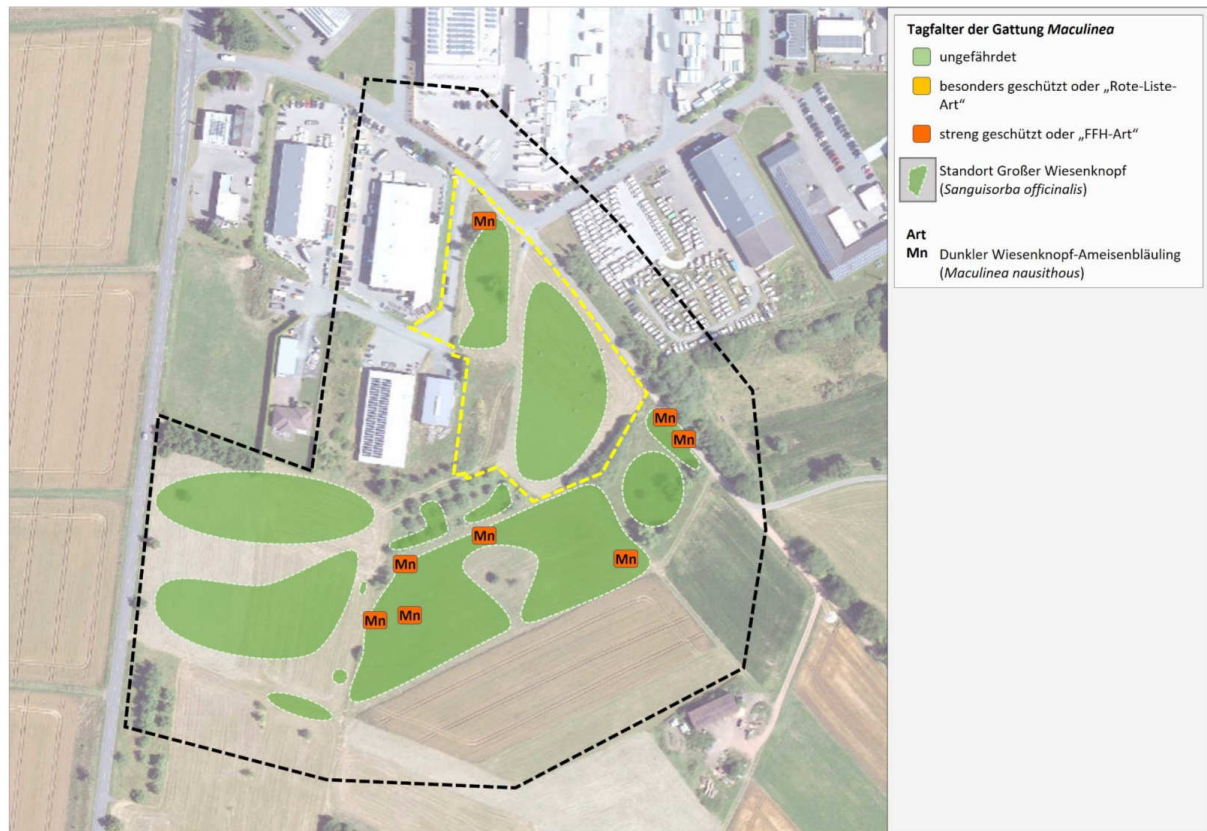 Tagfalter der Gattung Maculinea
ungefährdet
besonders geschützt oder „Rote-Liste-
Art“
streng geschützt oder „FFH-Art“
Standort Großer Wiesenknopf
(Sanguisorba officinalis)
Art
Mn Dunkler Wiesenknopf-Ameisenbläuling
(Maculinea nausithous)
Mn
Mn
Mn
Mn
Mn
Mn
Mn
Mn